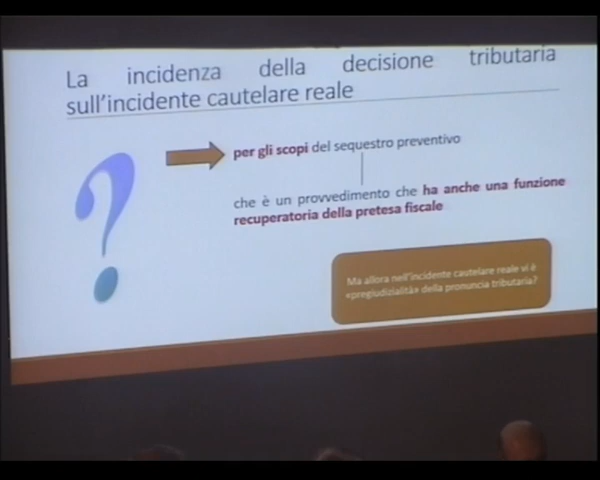 La incidenza della decisione tributaria
sull'incidente cautelare reale
per gli scopi del sequestro preventivo
che è un provvedimento che ha anche una funzione
recuperatoria della pretesa fiscale
Ma allora nell'incidente cautelare reale vi è
«pregiudizialità» della pronuncia tributaria?